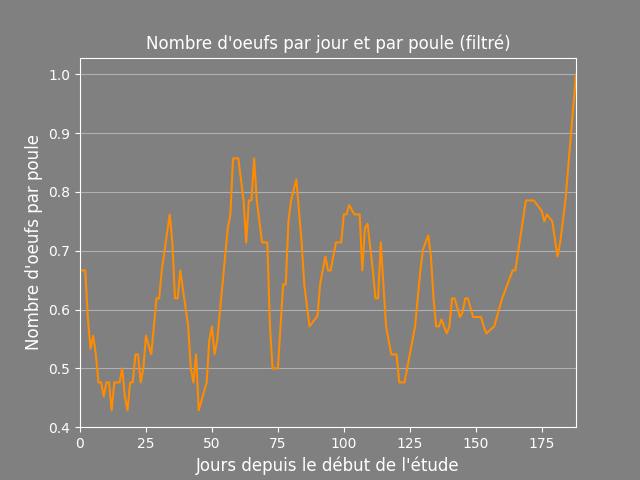 Nombre d'oeufs par jour et par poule (filtré)
Nombre d'oeufs par poule
1.0
0.9
0.8
0.7
0.6
0.5
0.4
0 25 50 75 100 125 150 175
Jours depuis le début de l'étude